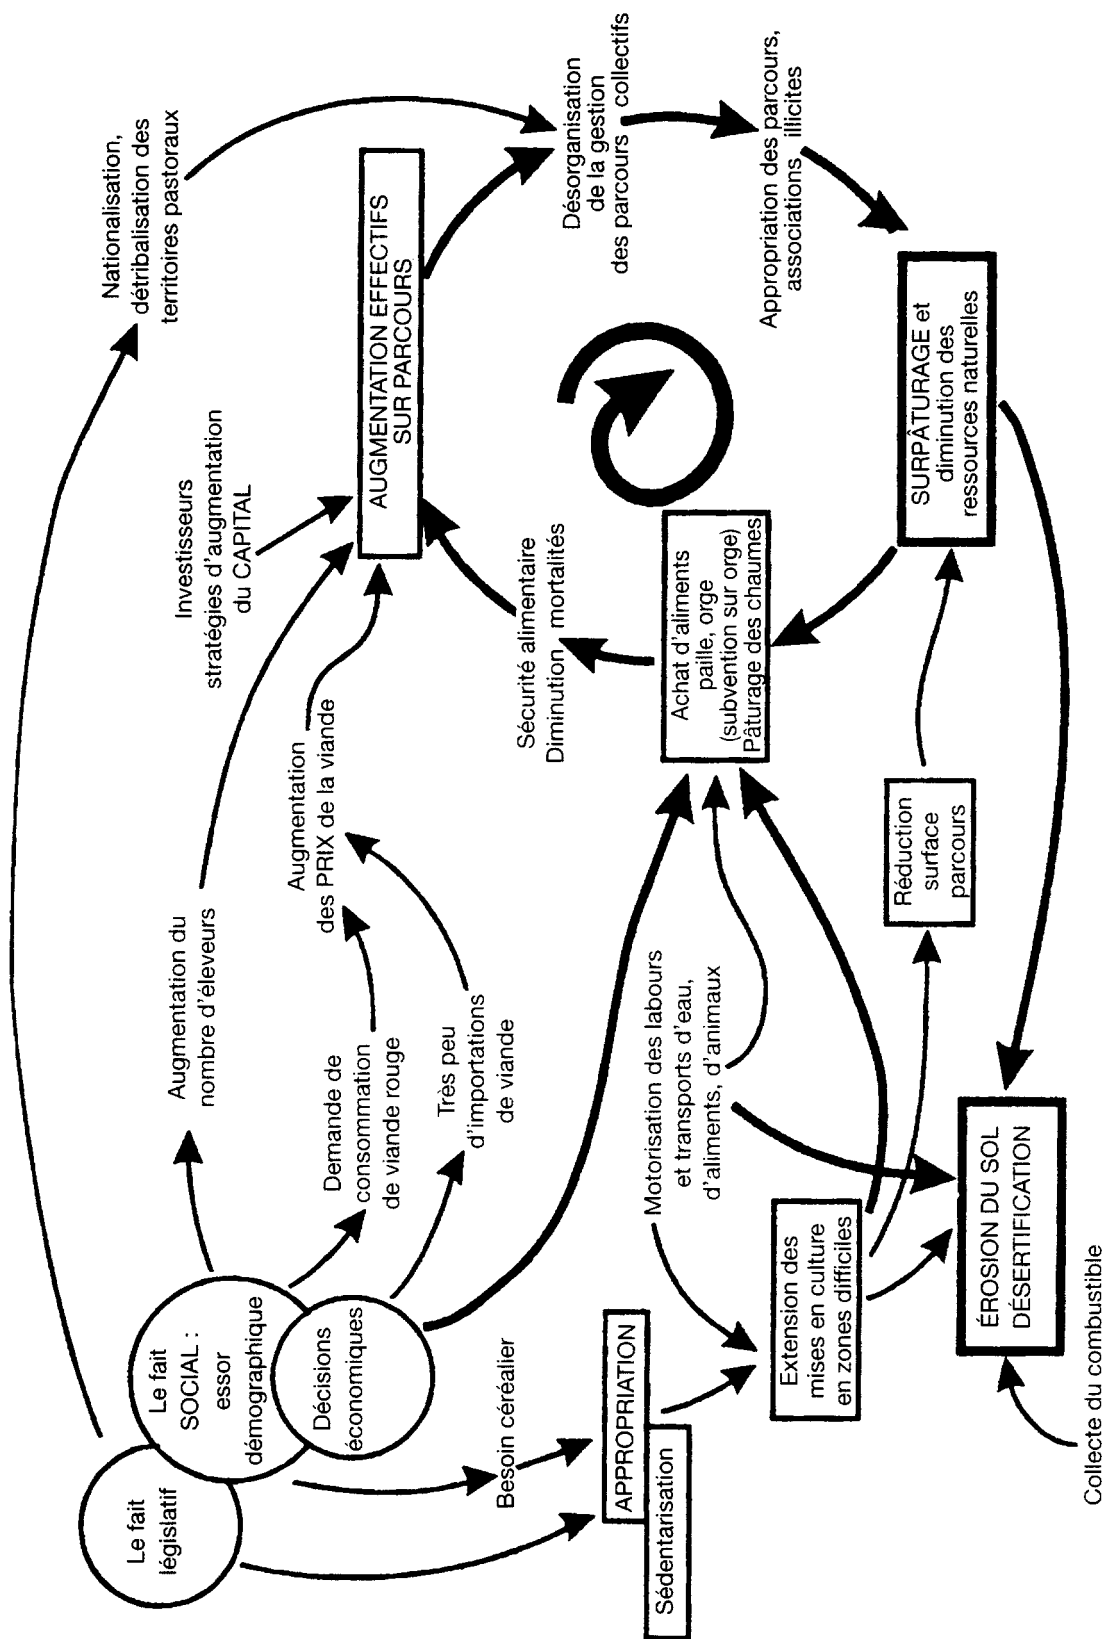 Le fait
législatif
Le fait
SOCIAL :
essor
démographique
Décisions
économiques
Nationalisation,
détribalisation des
territoires pastoraux
Investisseurs
stratégies d'augmentation
du CAPITAL
Augmentation du
nombre d'éleveurs
Augmentation
des PRIX de la viande
Demande de
consommation
de viande rouge
Très peu
d'importations
de viande
AUGMENTATION EFFECTIFS
SUR PARCOURS
Désorganisation
de la gestion
des parcours collectifs
Appropriation des parcours,
associations illicites
SURPÂTURAGE et
diminution des
ressources naturelles
Sécurité alimentaire
Diminution mortalités
Achat d'aliments
paille, orge
(subvention sur orge)
Pâturage des chaumes
Besoin céréalier
APPROPRIATION
Sédentarisation
Motorisation des labours
et transports d'eau,
d'aliments, d'animaux
Extension des
mises en culture
en zones difficiles
Réduction
surface
parcours
ÉROSION DU SOL
DÉSERTIFICATION
Collecte du combustible